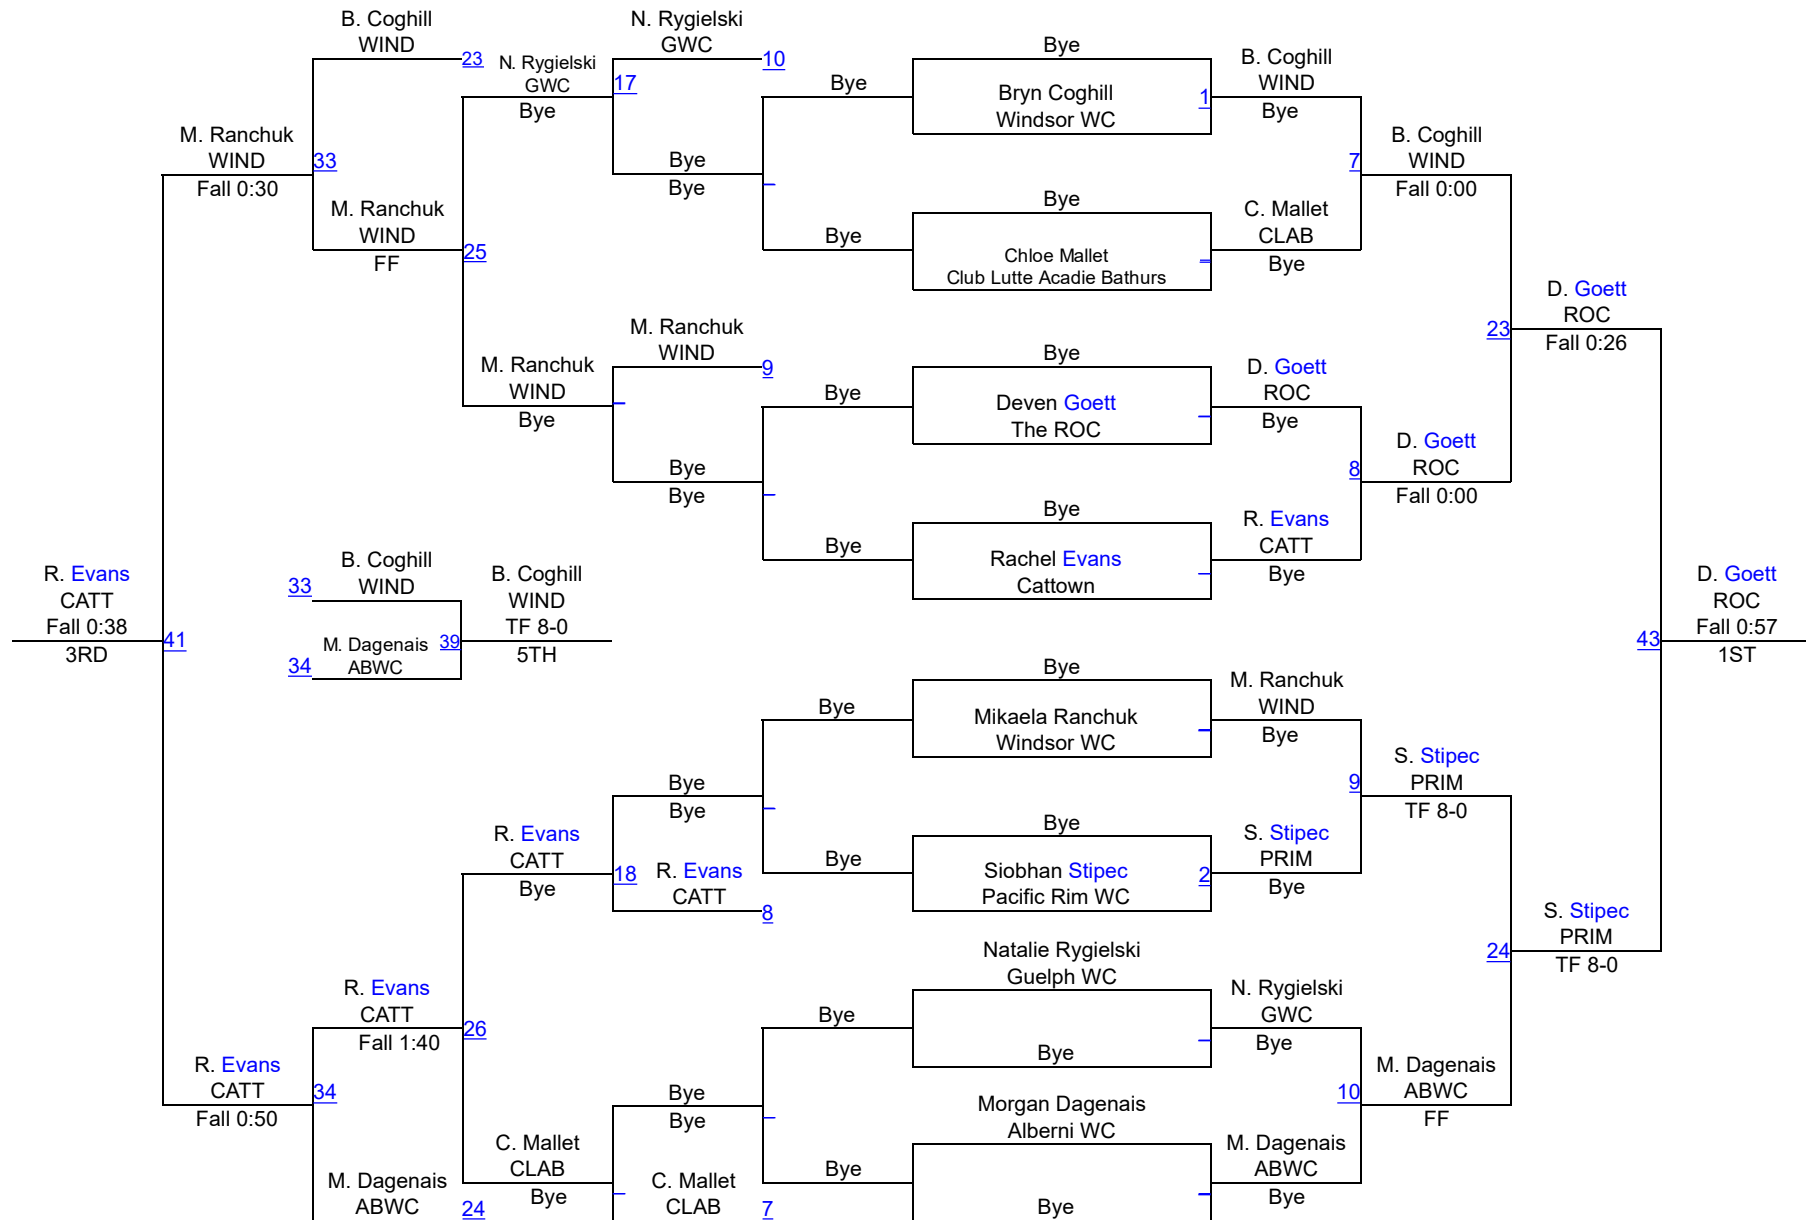 B. Coghill
WIND
23
N. Rygielski
GWC
Bye
17
N. Rygielski
GWC
10
Bye
Bye
Bryn Coghill
Windsor WC
1
B. Coghill
WIND
Bye
M. Ranchuk
WIND
Fall 0:30
33
Bye
Bye
7
B. Coghill
WIND
Fall 0:00
M. Ranchuk
WIND
FF
25
Bye
Bye
Chloe Mallet
Club Lutte Acadie Bathurs
C. Mallet
CLAB
Bye
D. Goett
ROC
Fall 0:26
23
M. Ranchuk
WIND
Bye
M. Ranchuk
WIND
9
Bye
Bye
Deven Goett
The ROC
D. Goett
ROC
Bye
Bye
Bye
8
D. Goett
ROC
Fall 0:00
Bye
Bye
Rachel Evans
Cattown
R. Evans
CATT
Bye
R. Evans
CATT
Fall 0:38
3RD
41
33
B. Coghill
WIND
34
M. Dagenais
ABWC
39
B. Coghill
WIND
TF 8-0
5TH
43
D. Goett
ROC
Fall 0:57
1ST
Bye
Bye
Mikaela Ranchuk
Windsor WC
M. Ranchuk
WIND
Bye
Bye
Bye
9
S. Stipec
PRIM
TF 8-0
R. Evans
CATT
Bye
18
R. Evans
CATT
8
Bye
Bye
Siobhan Stipec
Pacific Rim WC
2
S. Stipec
PRIM
Bye
24
S. Stipec
PRIM
TF 8-0
R. Evans
CATT
Fall 1:40
26
Bye
Natalie Rygielski
Guelph WC
Bye
N. Rygielski
GWC
Bye
R. Evans
CATT
Fall 0:50
34
Bye
Bye
10
M. Dagenais
ABWC
FF
M. Dagenais
ABWC
24
C. Mallet
CLAB
Bye
C. Mallet
CLAB
7
Bye
Morgan Dagenais
Alberni WC
Bye
M. Dagenais
ABWC
Bye